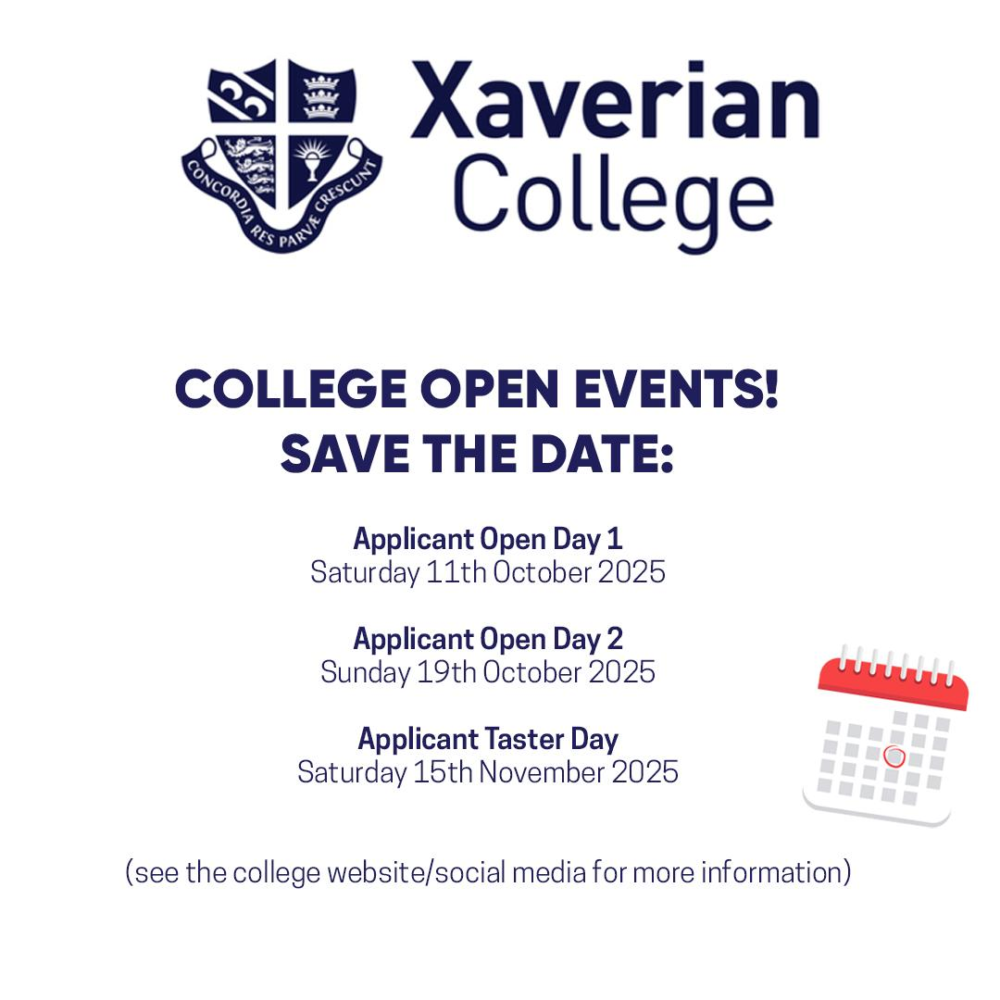 CONCORDIA RES PARVÆ CRESCUNT
Xaverian
College
COLLEGE OPEN EVENTS!
SAVE THE DATE:
Applicant Open Day 1
Saturday 11th October 2025
Applicant Open Day 2
Sunday 19th October 2025
Applicant Taster Day
Saturday 15th November 2025
(see the college website/social media for more information)